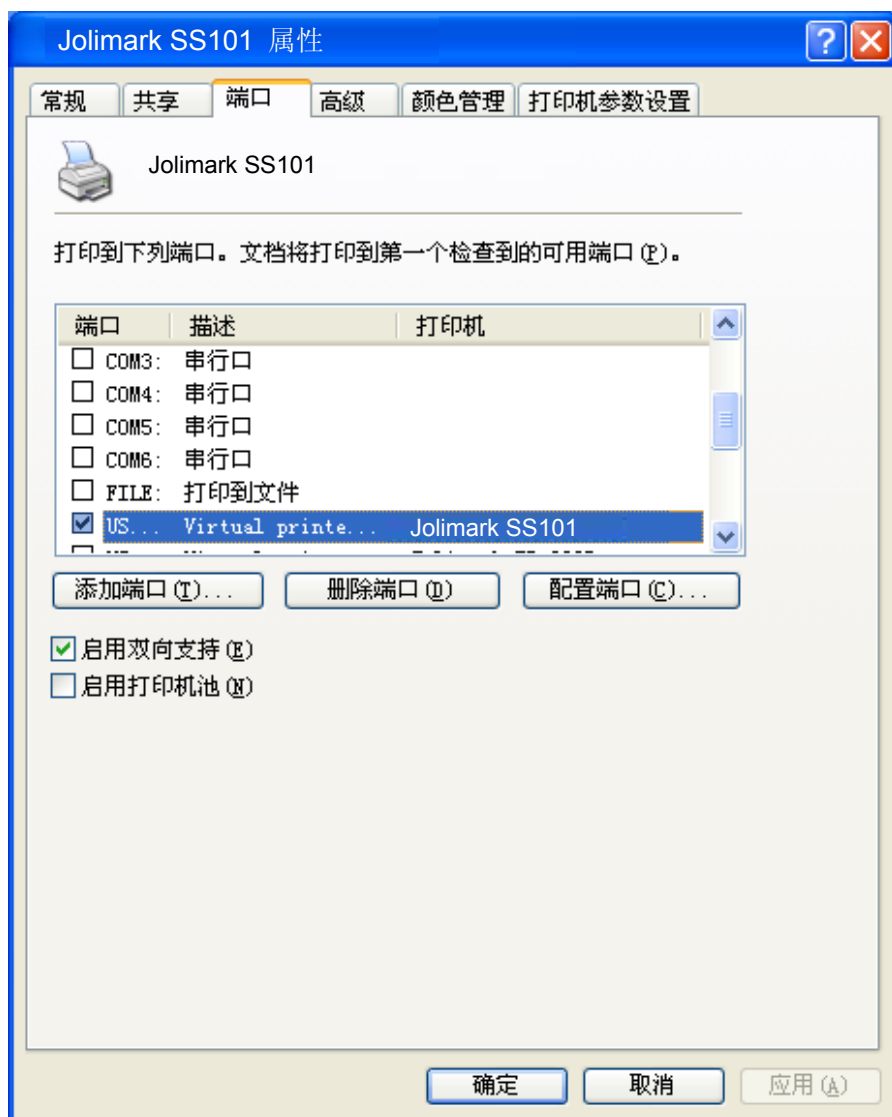 Jolimark SS101 属性
常规 共享 端口 高级 颜色管理 打印机参数设置
Jolimark SS101
打印到下列端口。文档将打印到第一个检查到的可用端口(P)。
端口 描述 打印机
COM3: 串行口
COM4: 串行口
COM5: 串行口
COM6: 串行口
FILE: 打印到文件
US... Virtual printe... Jolimark SS101
添加端口(T)... 删除端口(D) 配置端口(C)...
启用双向支持(E)
启用打印机池(N)
确定 取消 应用(A)